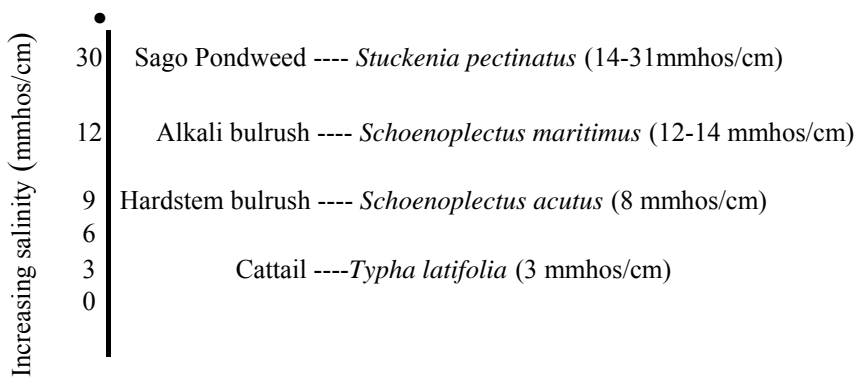 •
30 Sago Pondweed ---- Stuckenia pectinatus (14-31mmhos/cm)
12 Alkali bulrush ---- Schoenoplectus maritimus (12-14 mmhos/cm)
9 Hardstem bulrush ---- Schoenoplectus acutus (8 mmhos/cm)
6
3 Cattail ----Typha latifolia (3 mmhos/cm)
0
Increasing salinity (mmhos/cm)